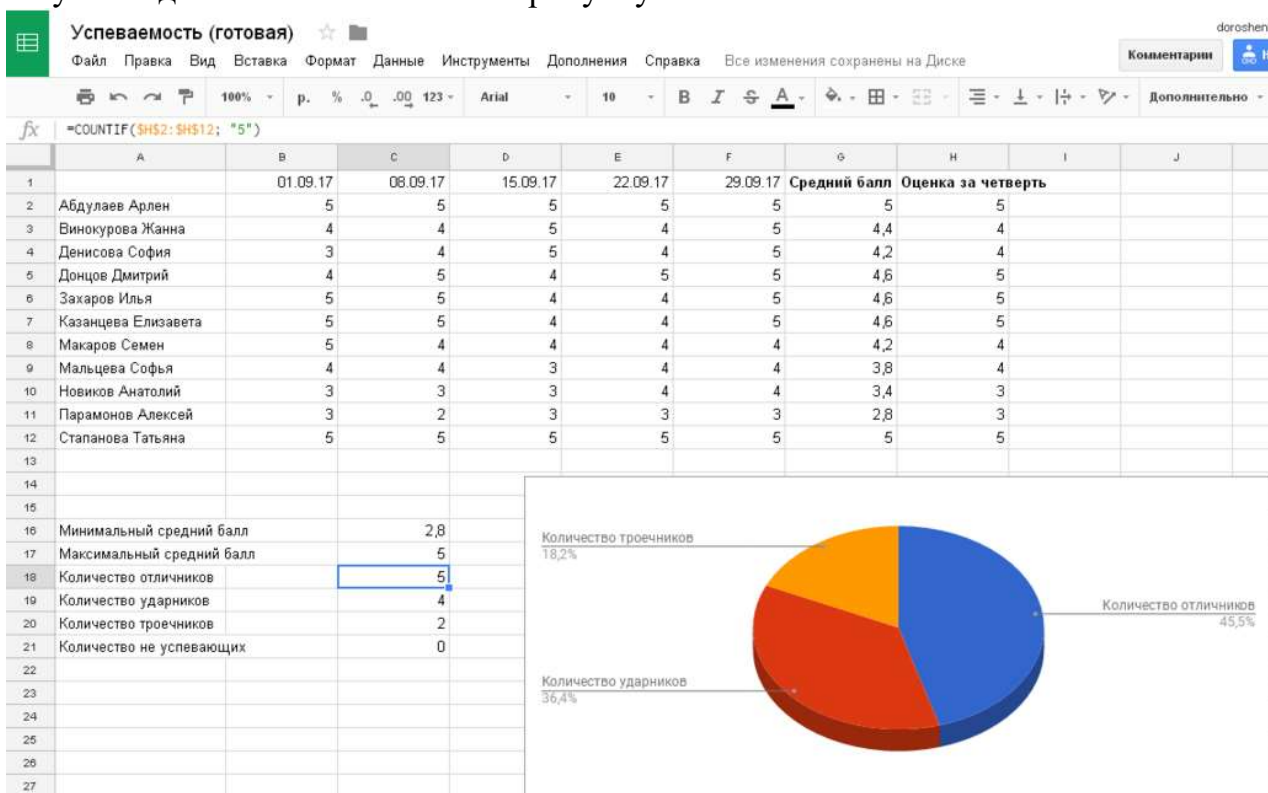 Успеваемость (готовая)
doroshen
Файл Правка Вид Вставка Формат Данные Инструменты Дополнения Справка Все изменения сохранены на Диске
Комментарии
100% р. % .0 .00 123 Arial 10 B I S A Дополнительно
fx =COUNTIF($H$2:$H$12; "5")
A B C D E F G H I J
1 01.09.17 08.09.17 15.09.17 22.09.17 29.09.17 Средний балл Оценка за четверть
2 Абдулаев Арлен 5 5 5 5 5 5 5
3 Винокурова Жанна 4 4 5 4 5 4,4 4
4 Денисова София 3 4 5 4 5 4,2 4
5 Донцов Дмитрий 4 5 4 5 5 4,6 5
6 Захаров Илья 5 5 4 4 5 4,6 5
7 Казанцева Елизавета 5 5 4 4 5 4,6 5
8 Макаров Семен 5 4 4 4 4 4,2 4
9 Мальцева Софья 4 4 3 4 4 3,8 4
10 Новиков Анатолий 3 3 3 4 4 3,4 3
11 Парамонов Алексей 3 2 3 3 3 2,8 3
12 Стапанова Татьяна 5 5 5 5 5 5 5
13
14
15
16 Минимальный средний балл 2,8
17 Максимальный средний балл 5
18 Количество отличников 5
19 Количество ударников 4
20 Количество троечников 2
21 Количество не успевающих 0
22
23
24
25
26
27
Количество троечников
18,2%
Количество отличников
45,5%
Количество ударников
36,4%